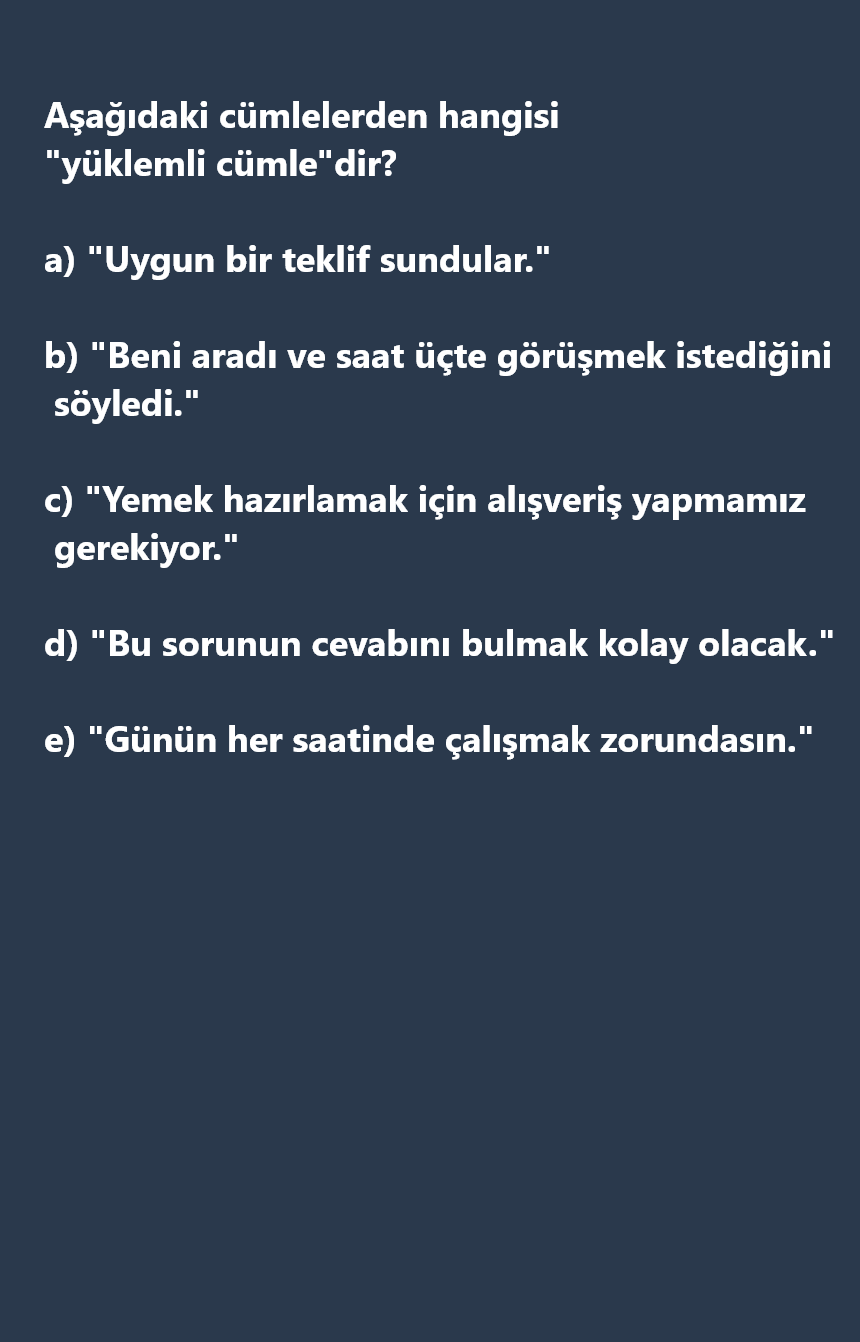 Aşağıdaki cümlelerden hangisi
"yüklemli cümle"dir?
a) "Uygun bir teklif sundular."
b) "Beni aradı ve saat üçte görüşmek istediğini
söyledi."
c) "Yemek hazırlamak için alışveriş yapmamız
gerekiyor."
d) "Bu sorunun cevabını bulmak kolay olacak."
e) "Günün her saatinde çalışmak zorundasın."